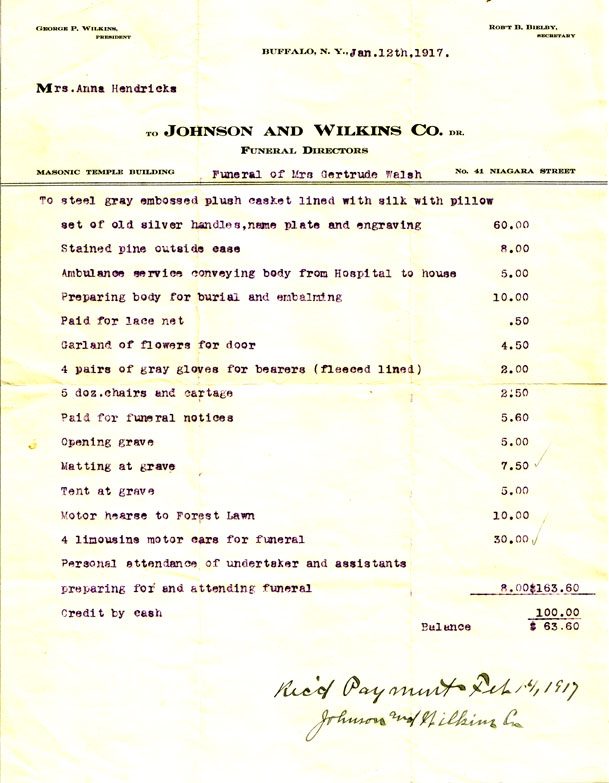 GEORGE P. WILKINS,
PRESIDENT
ROB'T B. BIELBY,
SECRETARY
BUFFALO, N. Y., Jan.12th,1917.
Mrs.Anna Hendricks
TO JOHNSON AND WILKINS CO. DR.
FUNERAL DIRECTORS
MASONIC TEMPLE BUILDING Funeral of Mrs Gertrude Walsh No. 41 NIAGARA STREET
To steel gray embossed plush casket lined with silk with pillow
set of old silver handles,name plate and engraving 60.00
Stained pine outside case 8.00
Ambulance service conveying body from Hospital to house 5.00
Preparing body for burial and embalming 10.00
Paid for lace net .50
Garland of flowers for door 4.50
4 pairs of gray gloves for bearers (fleeced lined) 2.00
5 doz.chairs and cartage 2.50
Paid for funeral notices 5.60
Opening grave 5.00
Matting at grave 7.50
Tent at grave 5.00
Motor hearse to Forest Lawn 10.00
4 limousine motor cars for funeral 30.00
Personal attendance of undertaker and assistants
preparing for and attending funeral 8.00$163.60
Credit by cash 100.00
Balance $ 63.60
Rec'd Payment Feb 14, 1917
Johnson and Wilkins Co